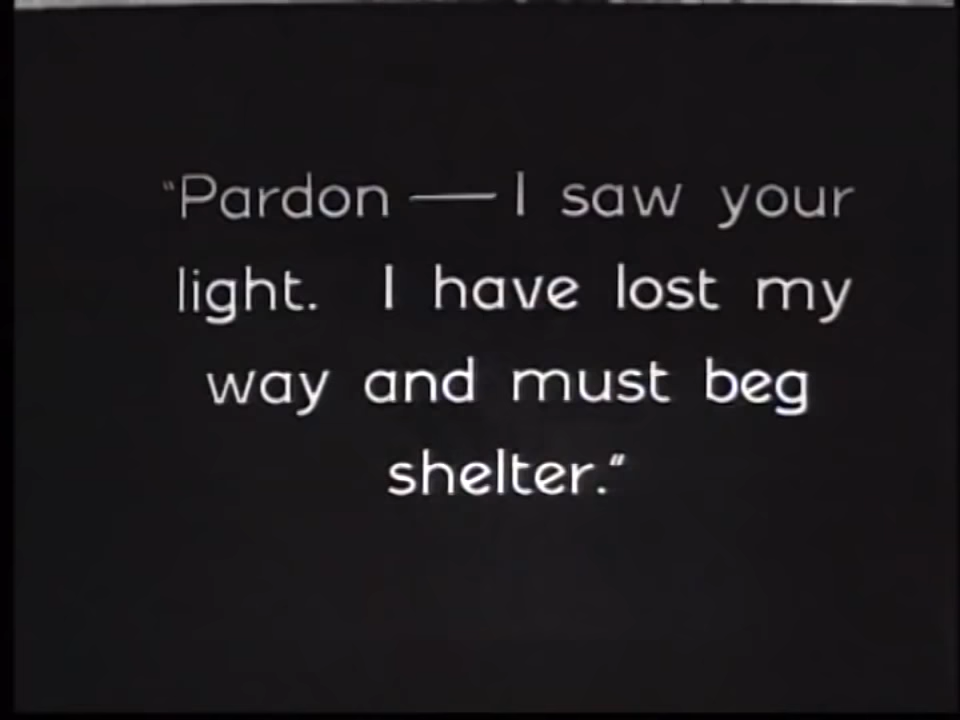 "Pardon — I saw your
light. I have lost my
way and must beg
shelter."